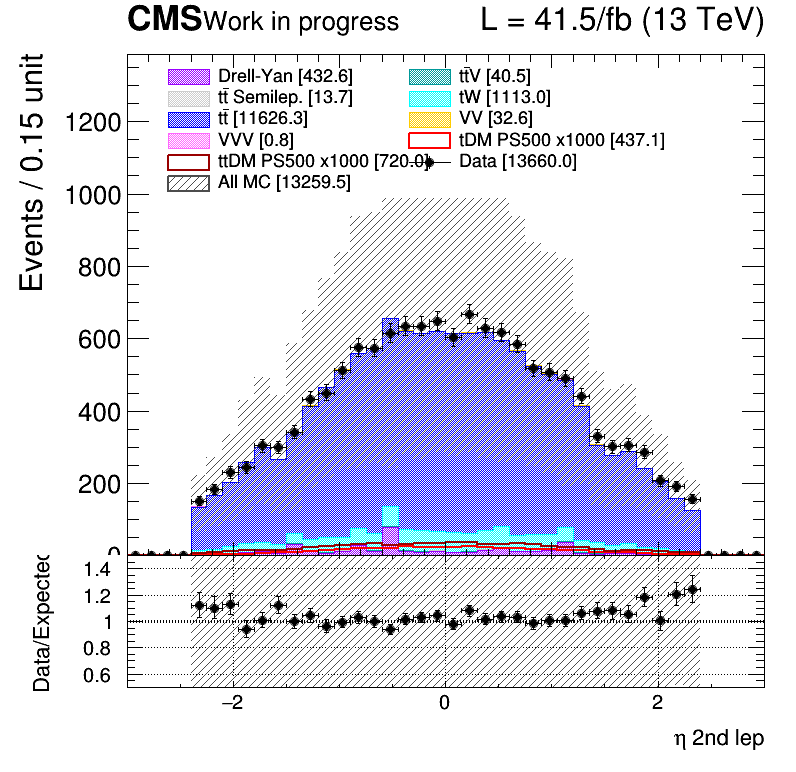 CMS Work in progress L = 41.5/fb (13 TeV)
Drell-Yan [432.6] tt̄V [40.5]
tt̄ Semilep. [13.7] tW [1113.0]
tt̄ [11626.3] VV [32.6]
VVV [0.8] tDM PS500 x1000 [437.1]
ttDM PS500 x1000 [720.0] Data [13660.0]
All MC [13259.5]
Events / 0.15 unit
1200
1000
800
600
400
200
0
Data/Expected
1.4
1.2
1
0.8
0.6
−2 0 2
η 2nd lep